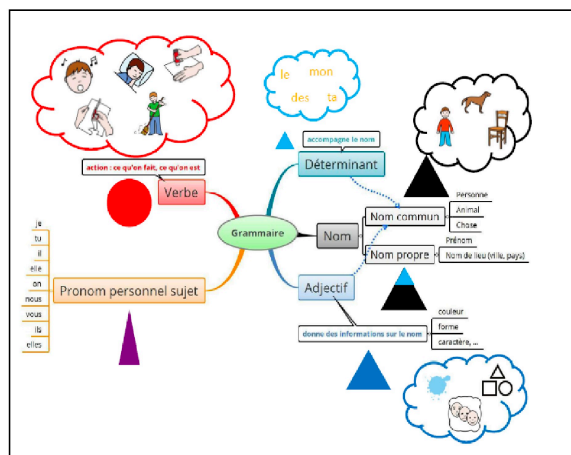 le mon
des ta
accompagne le nom
Déterminant
action : ce qu'on fait, ce qu'on est
Verbe
Grammaire
Nom
Nom commun
Personne
Animal
Chose
Nom propre
Prénom
Nom de lieu (ville, pays)
je
tu
il
elle
on
nous
vous
ils
elles
Pronom personnel sujet
Adjectif
donne des informations sur le nom
couleur
forme
caractère, ...